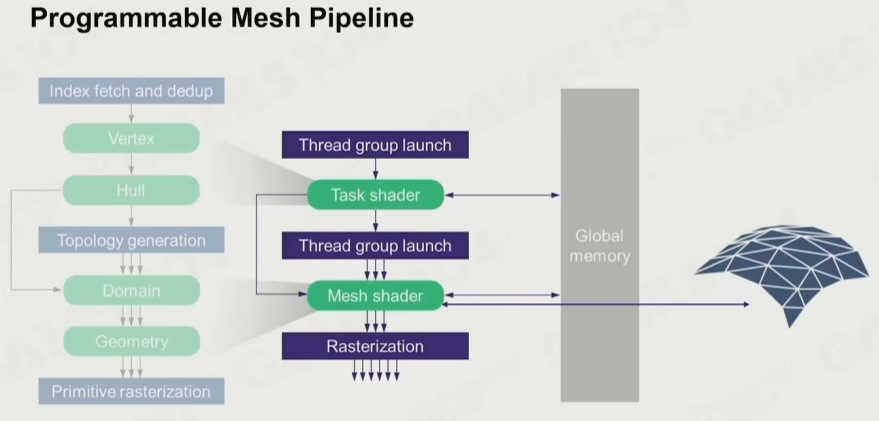 Programmable Mesh Pipeline
Index fetch and dedup
Vertex
Hull
Topology generation
Domain
Geometry
Primitive rasterization
Thread group launch
Task shader
Thread group launch
Mesh shader
Rasterization
Global
memory